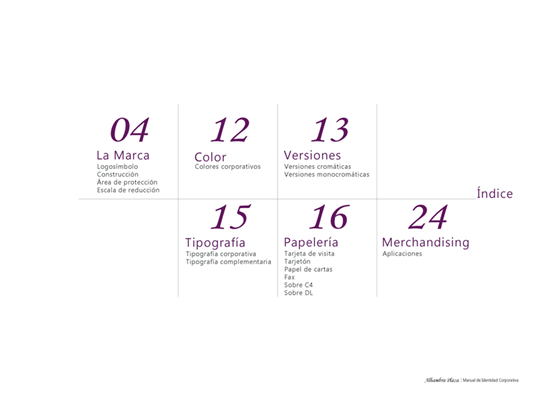 04
La Marca
Logosímbolo
Construcción
Área de protección
Escala de reducción
12
Color
Colores corporativos
13
Versiones
Versiones cromáticas
Versiones monocromáticas
Índice
15
Tipografía
Tipografía corporativa
Tipografía complementaria
16
Papelería
Tarjeta de visita
Tarjetón
Papel de cartas
Fax
Sobre C4
Sobre DL
24
Merchandising
Aplicaciones
Alhambra Plaza | Manual de Identidad Corporativa